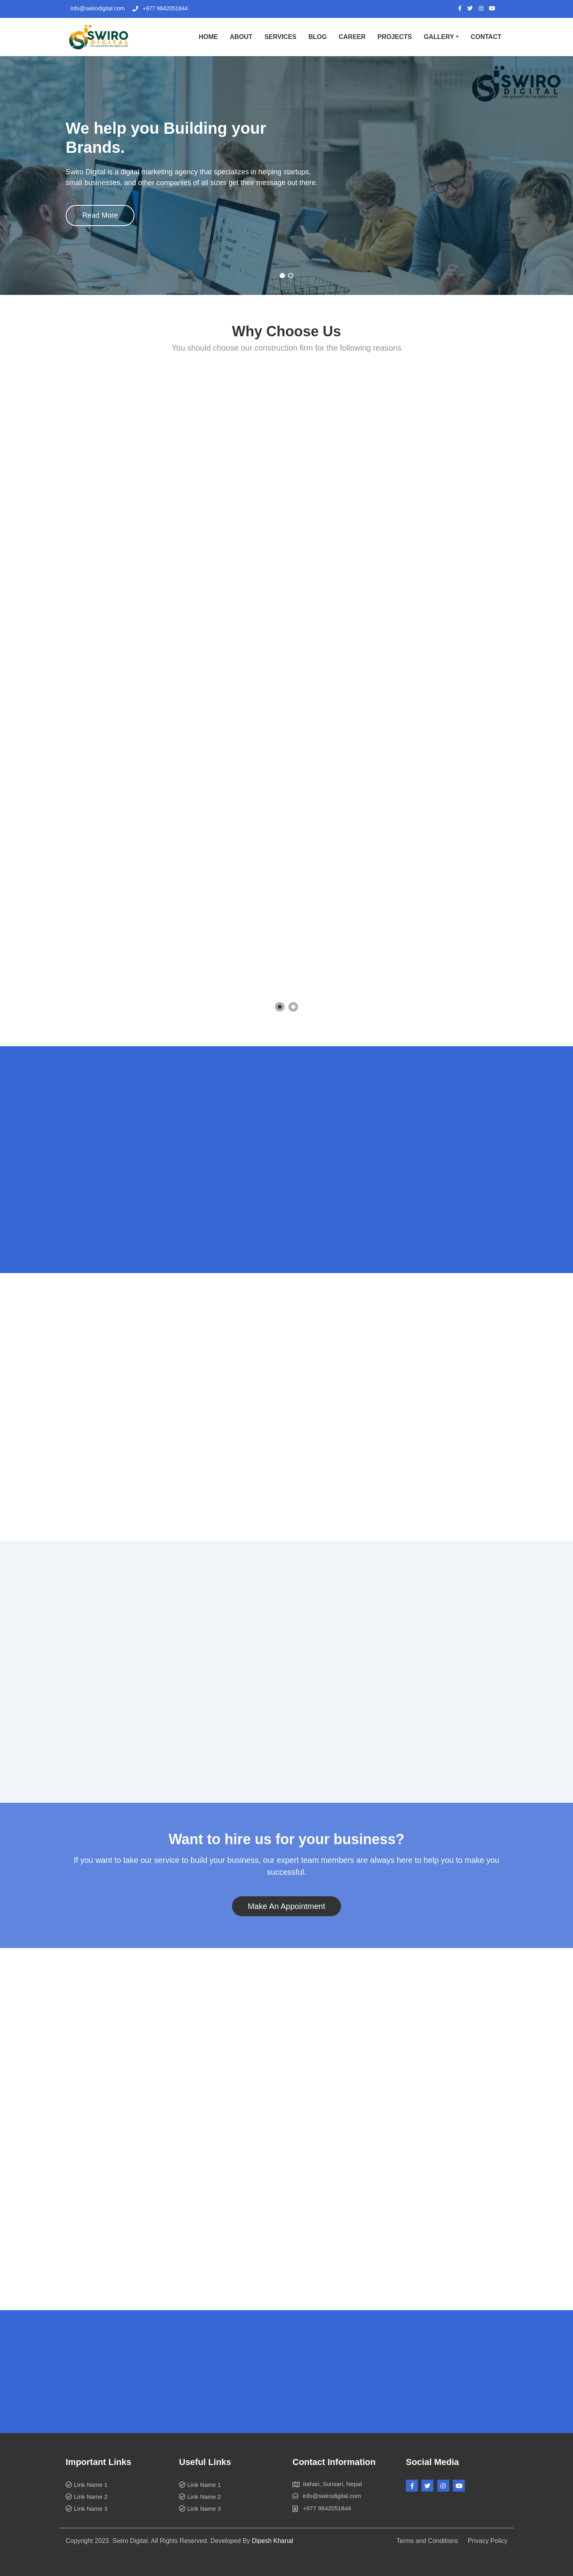 info@swirodigital.com +977 9842051844
SWIRO DIGITAL
HOME ABOUT SERVICES BLOG CAREER PROJECTS GALLERY CONTACT
SWIRO
DIGITAL
We help you Building your
Brands.
Swiro Digital is a digital marketing agency that specializes in helping startups,
small businesses, and other companies of all sizes get their message out there.
Read More
Why Choose Us
You should choose our construction firm for the following reasons
Want to hire us for your business?
If you want to take our service to build your business, our expert team members are always here to help you to make you
successful.
Make An Appointment
Important Links Useful Links Contact Information Social Media
Link Name 1 Link Name 1 Itahari, Sunsari, Nepal
Link Name 2 Link Name 2 info@swirodigital.com
Link Name 3 Link Name 3 +977 9842051844
Copyright 2023. Swiro Digital. All Rights Reserved. Developed By Dipesh Khanal Terms and Conditions Privacy Policy